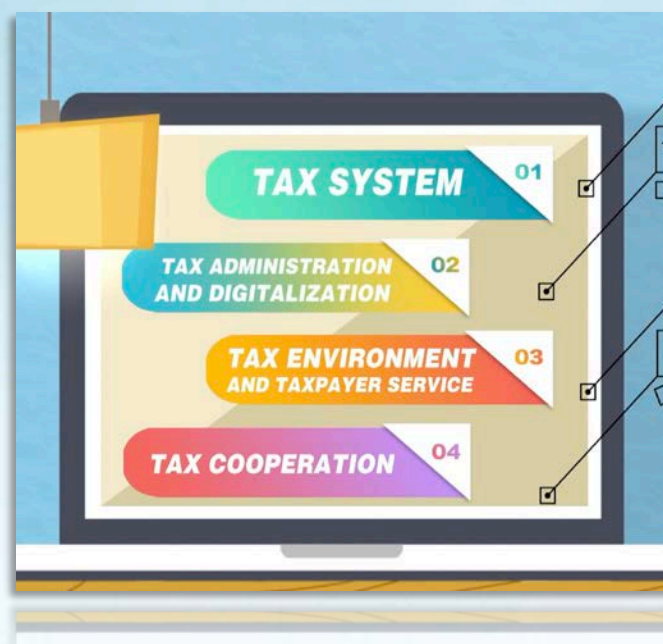 TAX SYSTEM
01
TAX ADMINISTRATION
AND DIGITALIZATION
02
TAX ENVIRONMENT
AND TAXPAYER SERVICE
03
TAX COOPERATION
04